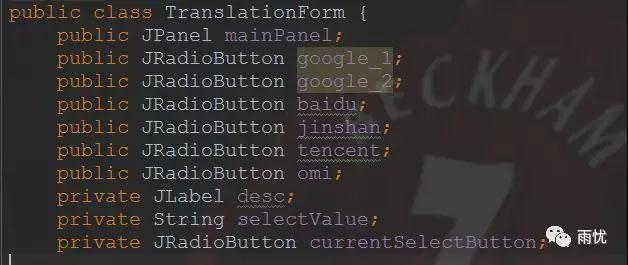 public class TranslationForm {
public JPanel mainPanel;
public JRadioButton google_1;
public JRadioButton google_2;
public JRadioButton baidu;
public JRadioButton jinshan;
public JRadioButton tencent;
public JRadioButton omi;
private JLabel desc;
private String selectValue;
private JRadioButton currentSelectButton;
BECKHAM
7
雨忧